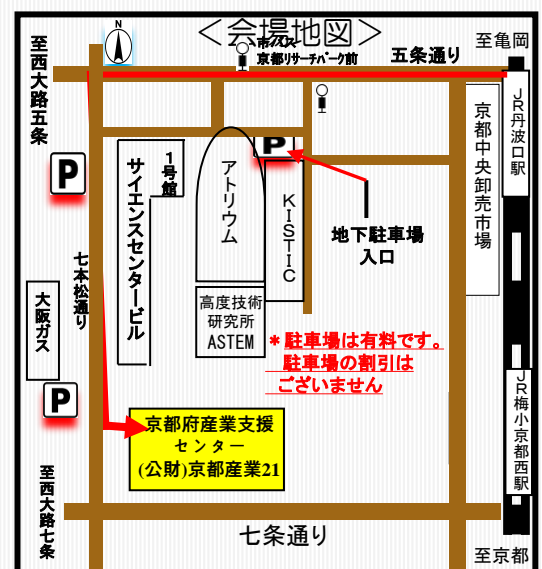 N
＜会場地図＞
市バス
京都リサーチパーク前
五条通り
至亀岡
至西大路五条
JR丹波口駅
京都中央卸売市場
P
P
1号館
サイエンスセンタービル
アトリウム
KISTIC
地下駐車場
入口
七本松通り
大阪ガス
高度技術
研究所
ASTEM
＊駐車場は有料です。
駐車場の割引は
ございません
P
JR梅小京都西駅
京都府産業支援
センター
(公財)京都産業21
至西大路七条
七条通り
至京都